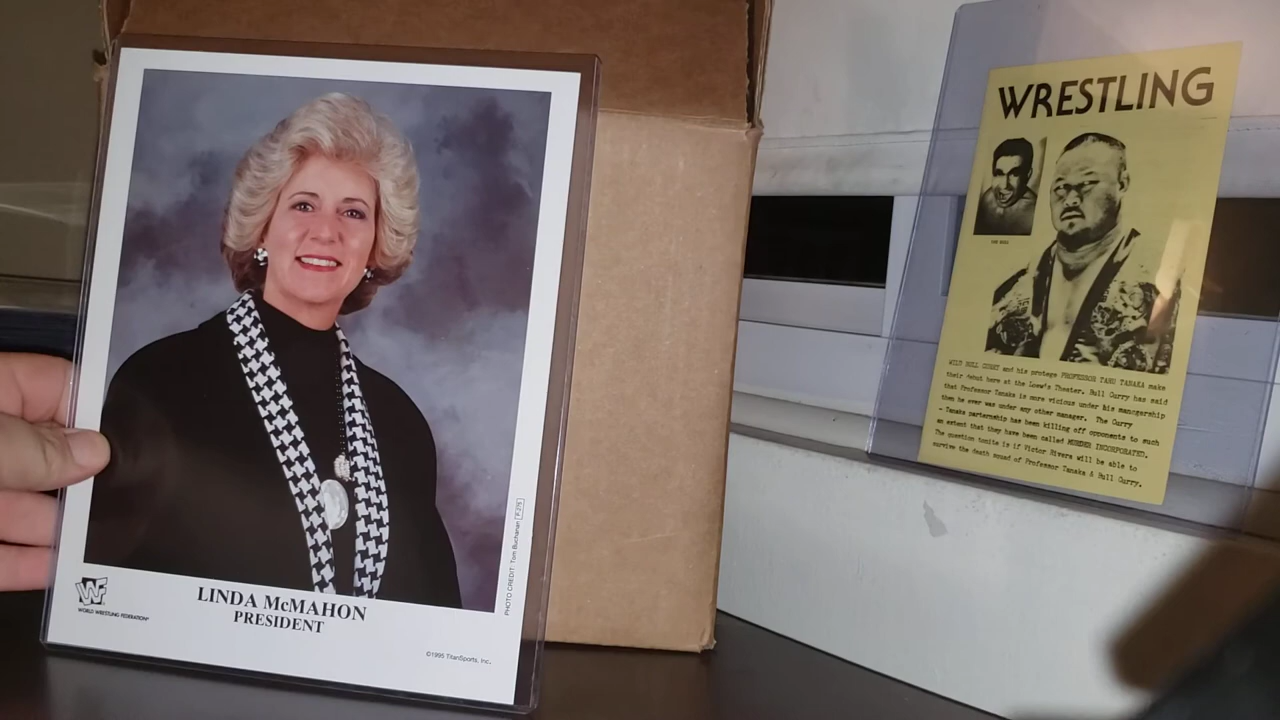 LINDA McMAHON
PRESIDENT
WORLD WRESTLING FEDERATION®
©1995 TitanSports, Inc.
PHOTO CREDIT: Tom Buchanan P-275
WRESTLING
WILD BULL CURRY and his protege PROFESSOR TARU TANAKA make
their debut here at the Loew's Theater. Bull Curry has said
that Professor Tanaka is more vicious under his managership
then he ever was under any other manager. The Curry
- Tanaka parternship has been killing off opponents to such
an extent that they have been called MURDER INCORPORATED.
The question tonite is if Victor Rivera will be able to
survive the death squad of Professor Tanaka & Bull Curry.